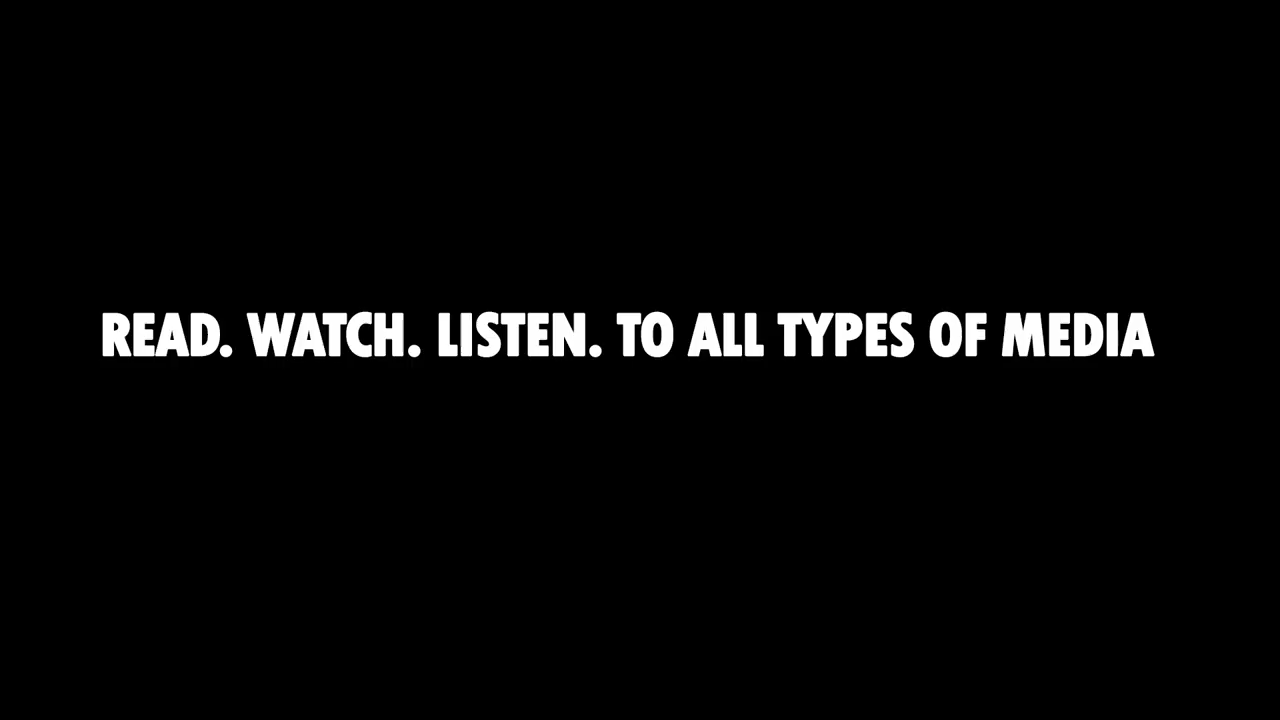 READ. WATCH. LISTEN. TO ALL TYPES OF MEDIA